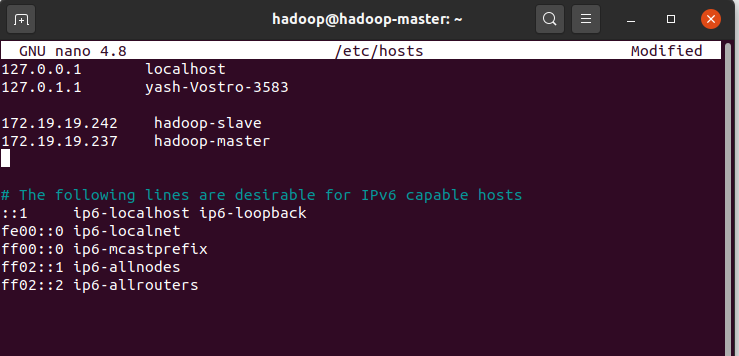 hadoop@hadoop-master: ~
GNU nano 4.8 /etc/hosts Modified
127.0.0.1 localhost
127.0.1.1 yash-Vostro-3583
172.19.19.242 hadoop-slave
172.19.19.237 hadoop-master
# The following lines are desirable for IPv6 capable hosts
::1 ip6-localhost ip6-loopback
fe00::0 ip6-localnet
ff00::0 ip6-mcastprefix
ff02::1 ip6-allnodes
ff02::2 ip6-allrouters